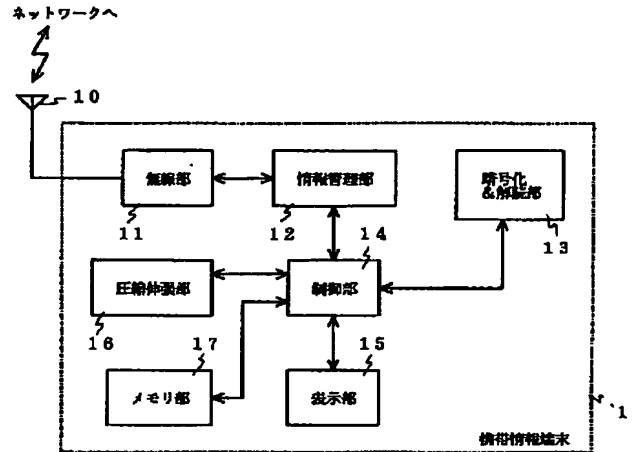 ネットワークへ
10
無線部
情報管理部
暗号化
&解読部
11
12
14
13
圧縮伸張部
制御部
16
17
15
メモリ部
表示部
1
携帯情報端末